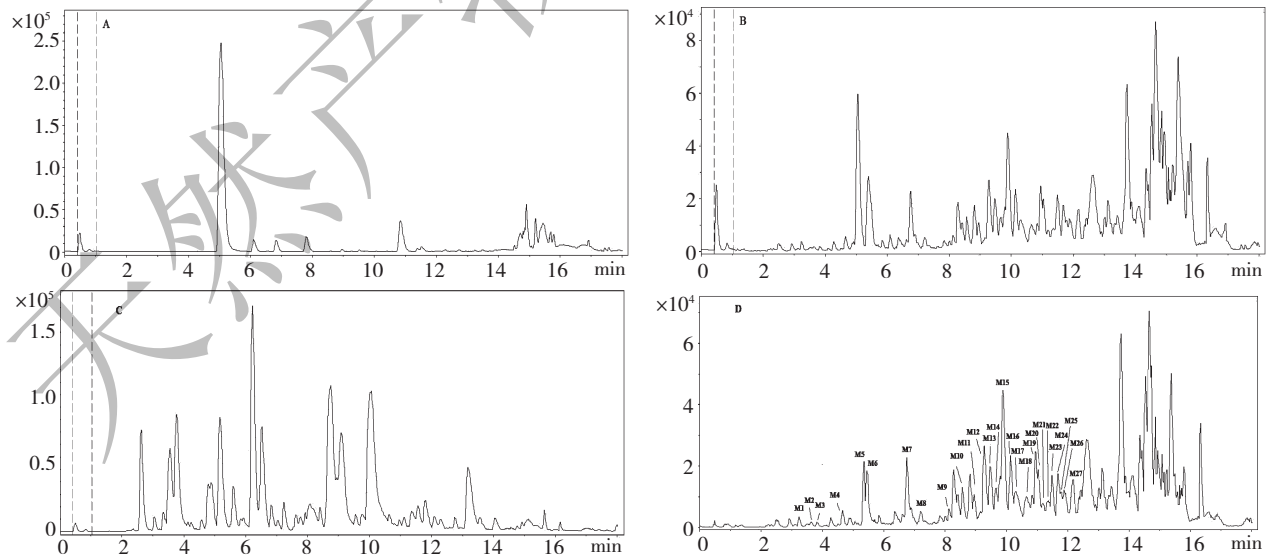 ×10⁵
A
2.5
2.0
1.5
1.0
0.5
0
0 2 4 6 8 10 12 14 16 min
×10⁴
B
8
6
4
2
0
0 2 4 6 8 10 12 14 16 min
×10⁵
C
1.5
1.0
0.5
0
0 2 4 6 8 10 12 14 16 min
×10⁴
D
6
4
2
0
M1
M2
M3
M4
M5
M6
M7
M8
M9
M10
M11
M12
M13
M14
M15
M16
M17
M18
M19
M20
M21
M22
M23
M24
M25
M26
M27
0 2 4 6 8 10 12 14 16 min
天然产